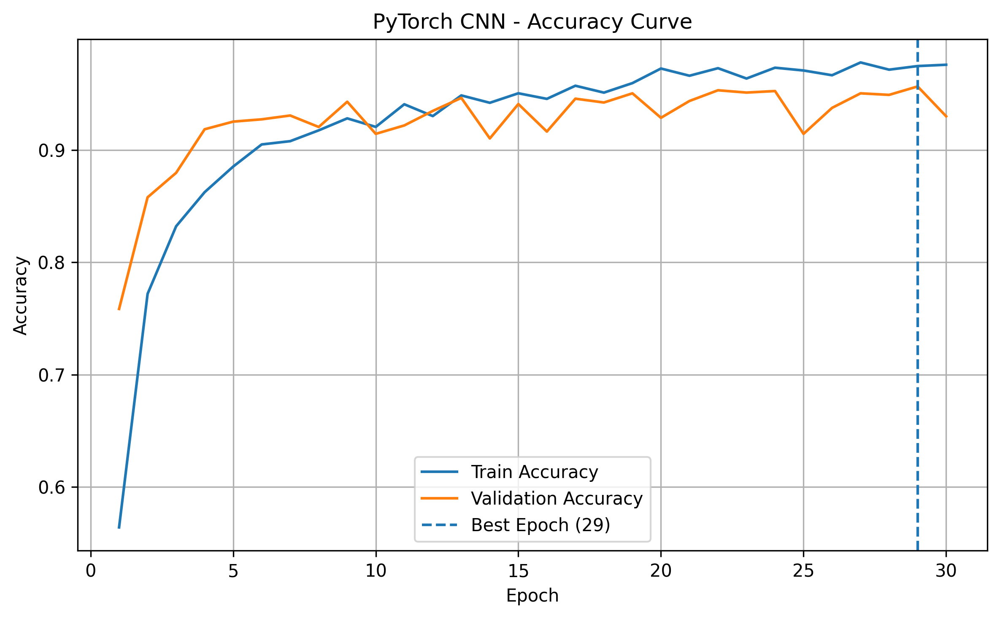 PyTorch CNN - Accuracy Curve
Accuracy
0.9
0.8
0.7
0.6
Train Accuracy
Validation Accuracy
Best Epoch (29)
0 5 10 15 20 25 30
Epoch